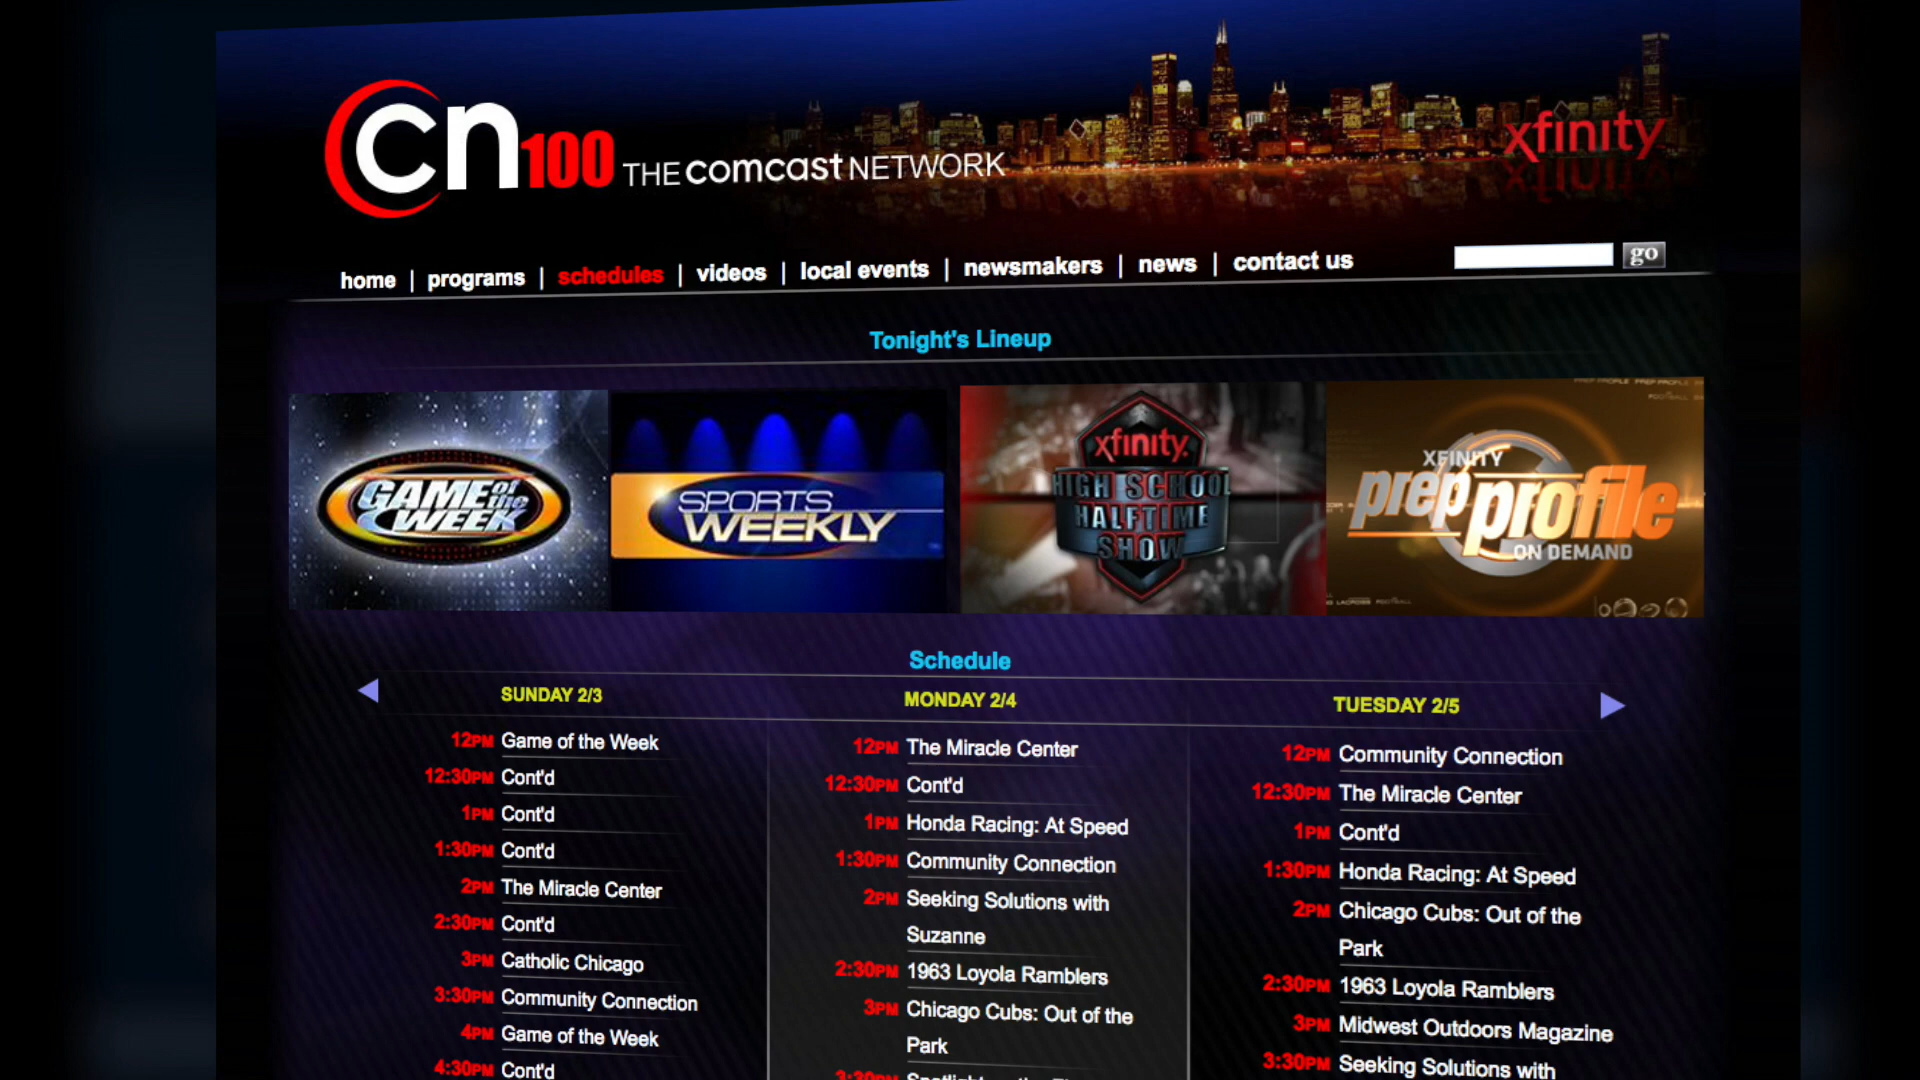 cn100 THE comcast NETWORK
xfinity
home | programs | schedules | videos | local events | newsmakers | news | contact us
go
Tonight's Lineup
GAME of the WEEK
SPORTS
WEEKLY
xfinity.
HIGH SCHOOL
HALFTIME
SHOW
XFINITY
prep profile
ON DEMAND
Schedule
SUNDAY 2/3
12PM Game of the Week
12:30PM Cont'd
1PM Cont'd
1:30PM Cont'd
2PM The Miracle Center
2:30PM Cont'd
3PM Catholic Chicago
3:30PM Community Connection
4PM Game of the Week
4:30PM Cont'd
MONDAY 2/4
12PM The Miracle Center
12:30PM Cont'd
1PM Honda Racing: At Speed
1:30PM Community Connection
2PM Seeking Solutions with
Suzanne
2:30PM 1963 Loyola Ramblers
3PM Chicago Cubs: Out of the
Park
3:30PM
TUESDAY 2/5
12PM Community Connection
12:30PM The Miracle Center
1PM Cont'd
1:30PM Honda Racing: At Speed
2PM Chicago Cubs: Out of the
Park
2:30PM 1963 Loyola Ramblers
3PM Midwest Outdoors Magazine
3:30PM Seeking Solutions with